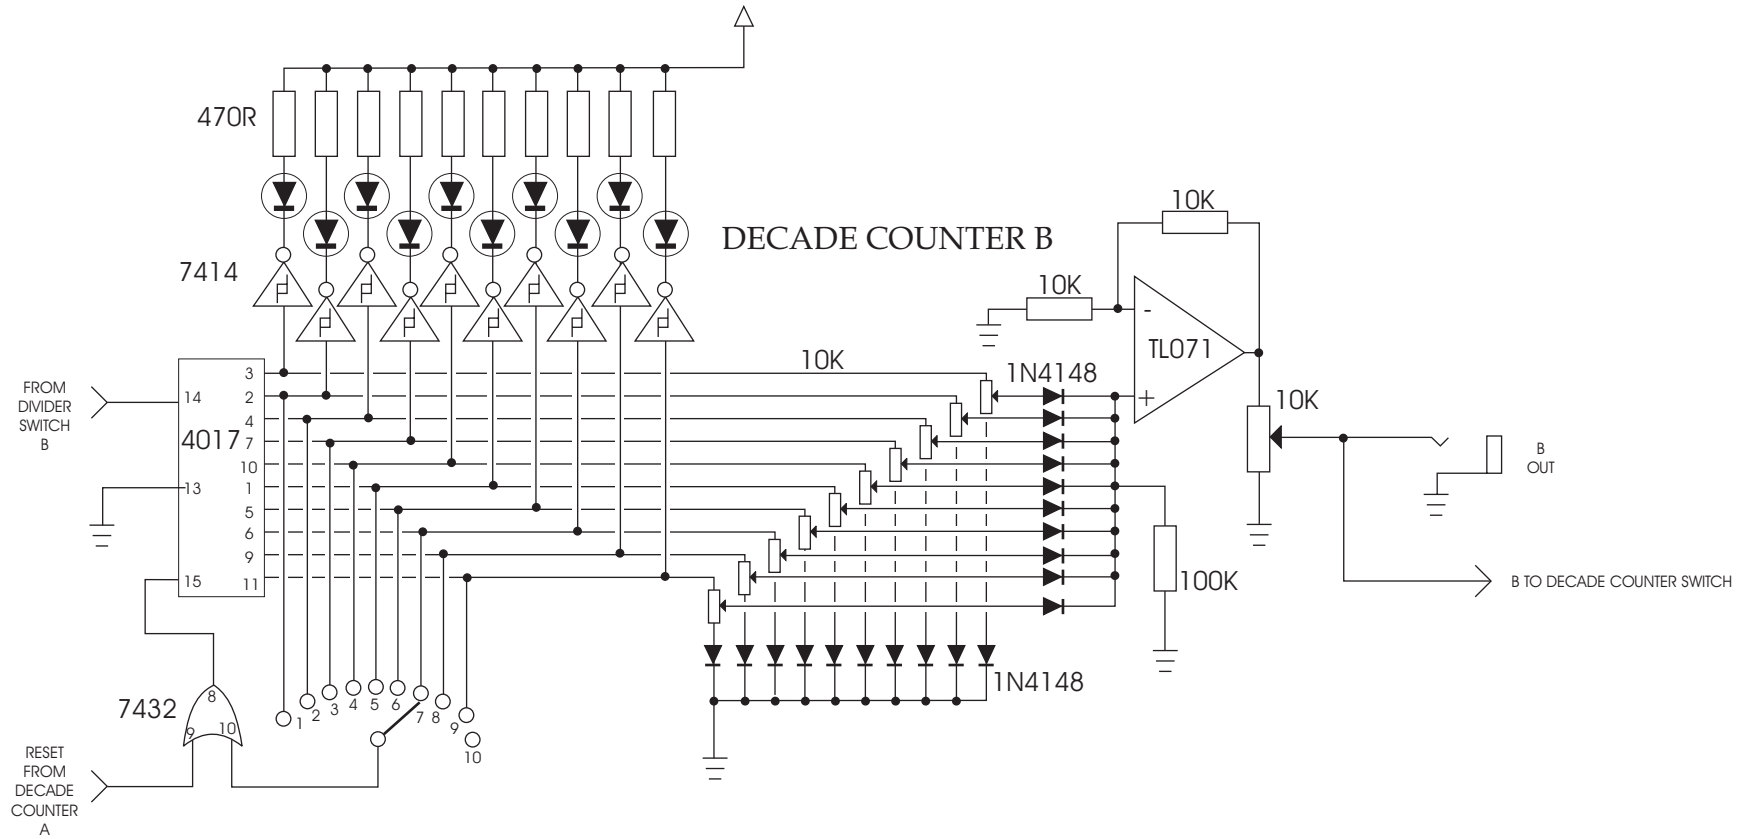 470R
10K
DECADE COUNTER B
7414
10K
-
TL071
+
10K
1N4148
10K
FROM
DIVIDER
SWITCH
B
14
4017
13
15
3
2
4
7
10
1
5
6
9
11
B
OUT
100K
B TO DECADE COUNTER SWITCH
1N4148
7432
8
9
10
1
2
3
4
5
6
7
8
9
10
RESET
FROM
DECADE
COUNTER
A